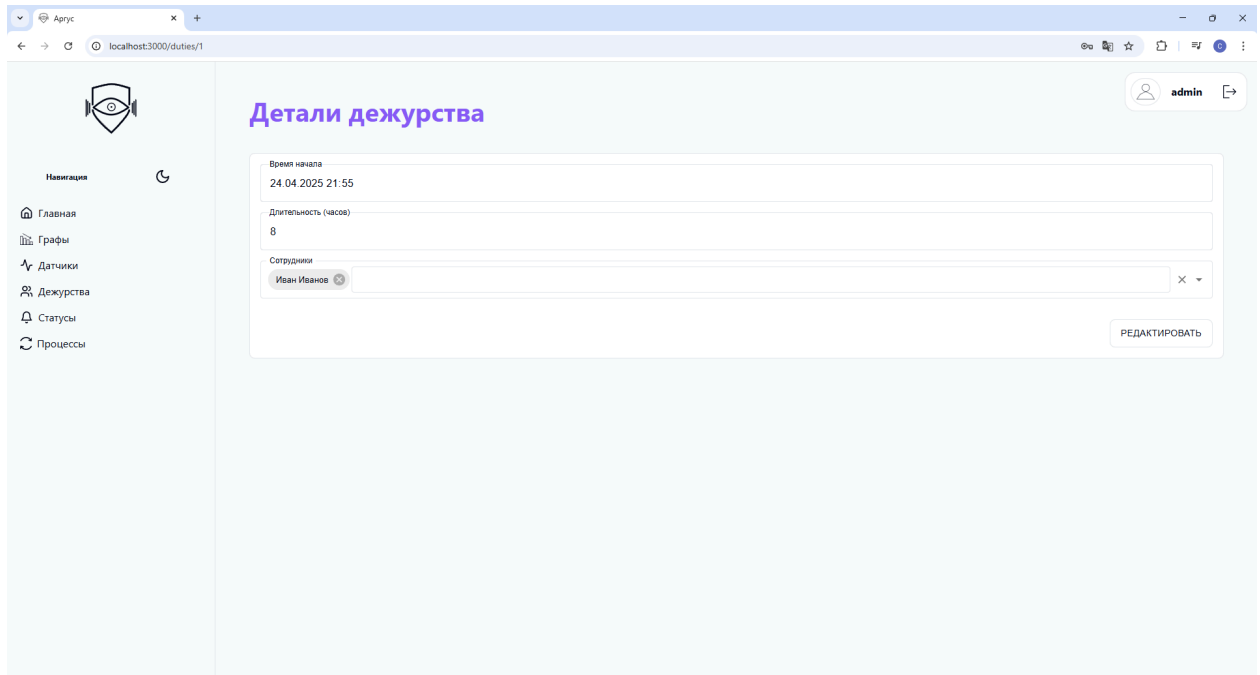 Аргус
localhost:3000/duties/1
C
admin
Детали дежурства
Навигация
Главная
Графы
Датчики
Дежурства
Статусы
Процессы
Время начала
24.04.2025 21:55
Длительность (часов)
8
Сотрудники
Иван Иванов
РЕДАКТИРОВАТЬ